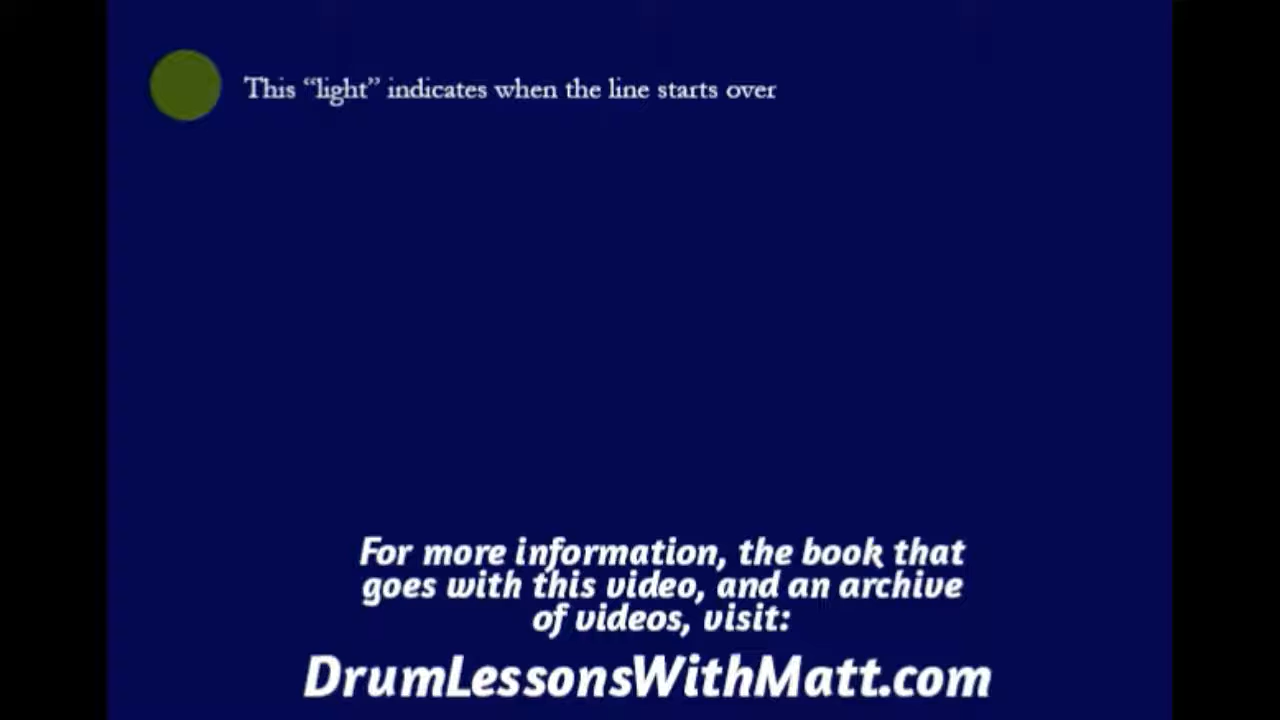 This “light” indicates when the line starts over
For more information, the book that
goes with this video, and an archive
of videos, visit:
DrumLessonsWithMatt.com